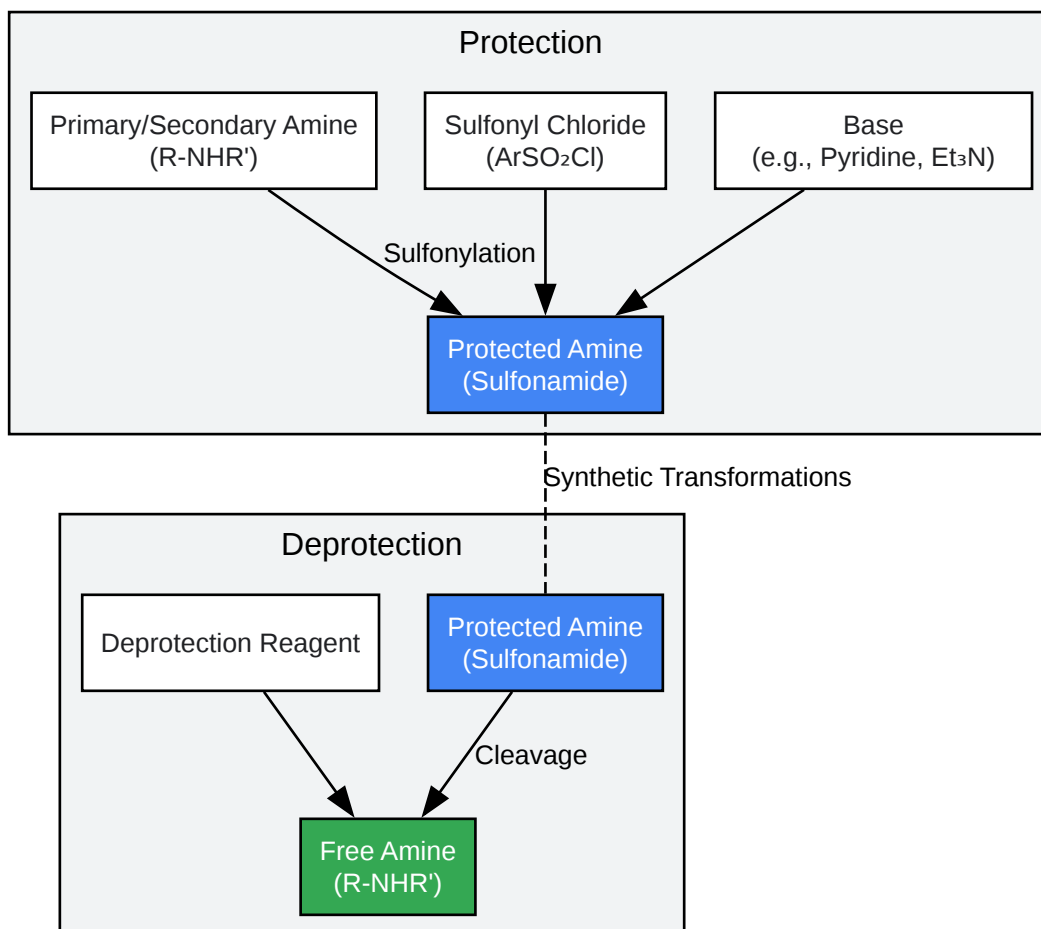 Protection
Primary/Secondary Amine
(R-NHR')
Sulfonyl Chloride
(ArSO₂Cl)
Base
(e.g., Pyridine, Et₃N)
Sulfonylation
Protected Amine
(Sulfonamide)
Synthetic Transformations
Deprotection
Deprotection Reagent
Protected Amine
(Sulfonamide)
Cleavage
Free Amine
(R-NHR')